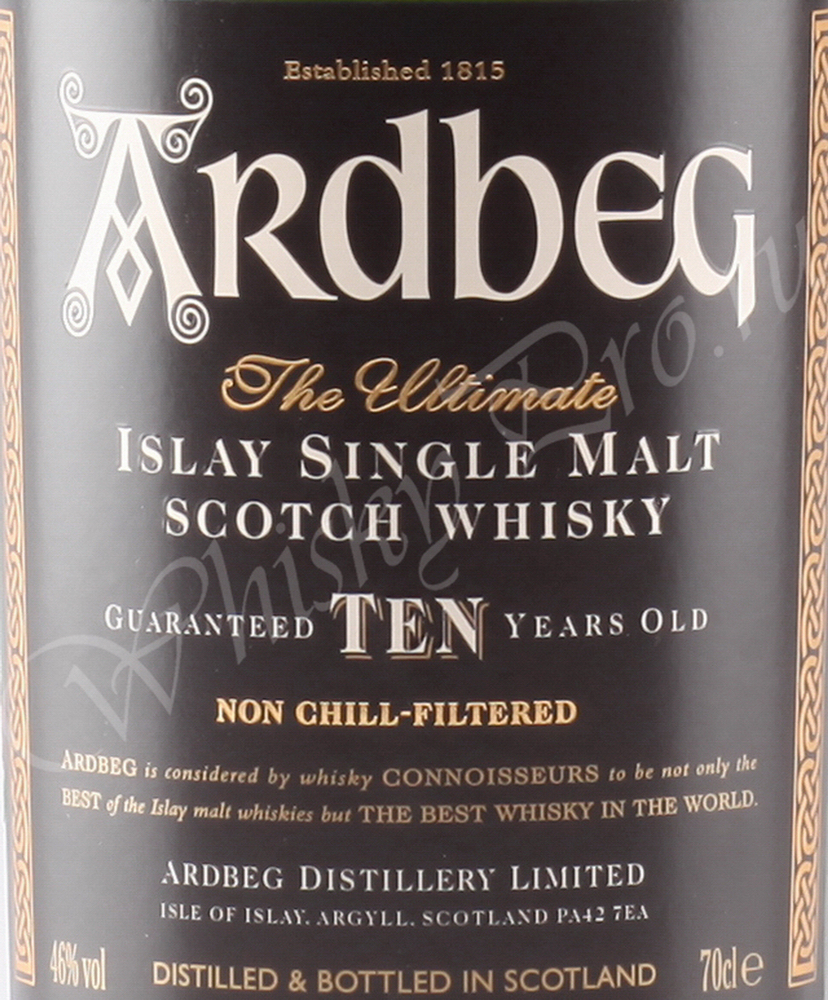 Established 1815
ARDBEG
The Ultimate
ISLAY SINGLE MALT
SCOTCH WHISKY
GUARANTEED TEN YEARS OLD
NON CHILL-FILTERED
ARDBEG is considered by whisky CONNOISSEURS to be not only the
BEST of the Islay malt whiskies but THE BEST WHISKY IN THE WORLD.
ARDBEG DISTILLERY LIMITED
ISLE OF ISLAY, ARGYLL, SCOTLAND PA42 7EA
46% vol DISTILLED & BOTTLED IN SCOTLAND 70cl e
WhiskyPro.ru